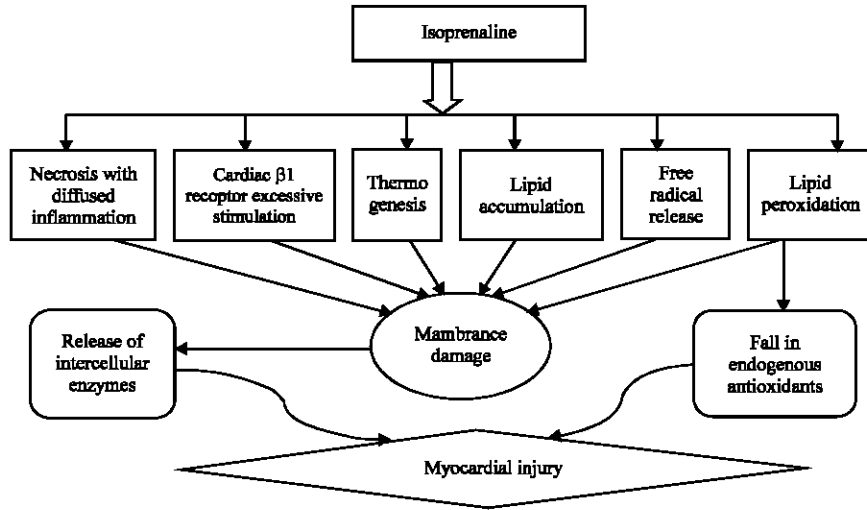 Isoprenaline
Necrosis with
diffused
inflammation
Cardiac β1
receptor excessive
stimulation
Thermo
genesis
Lipid
accumulation
Free
radical
release
Lipid
peroxidation
Mambrance
damage
Release of
intercellular
enzymes
Fall in
endogenous
antioxidants
Myocardial injury